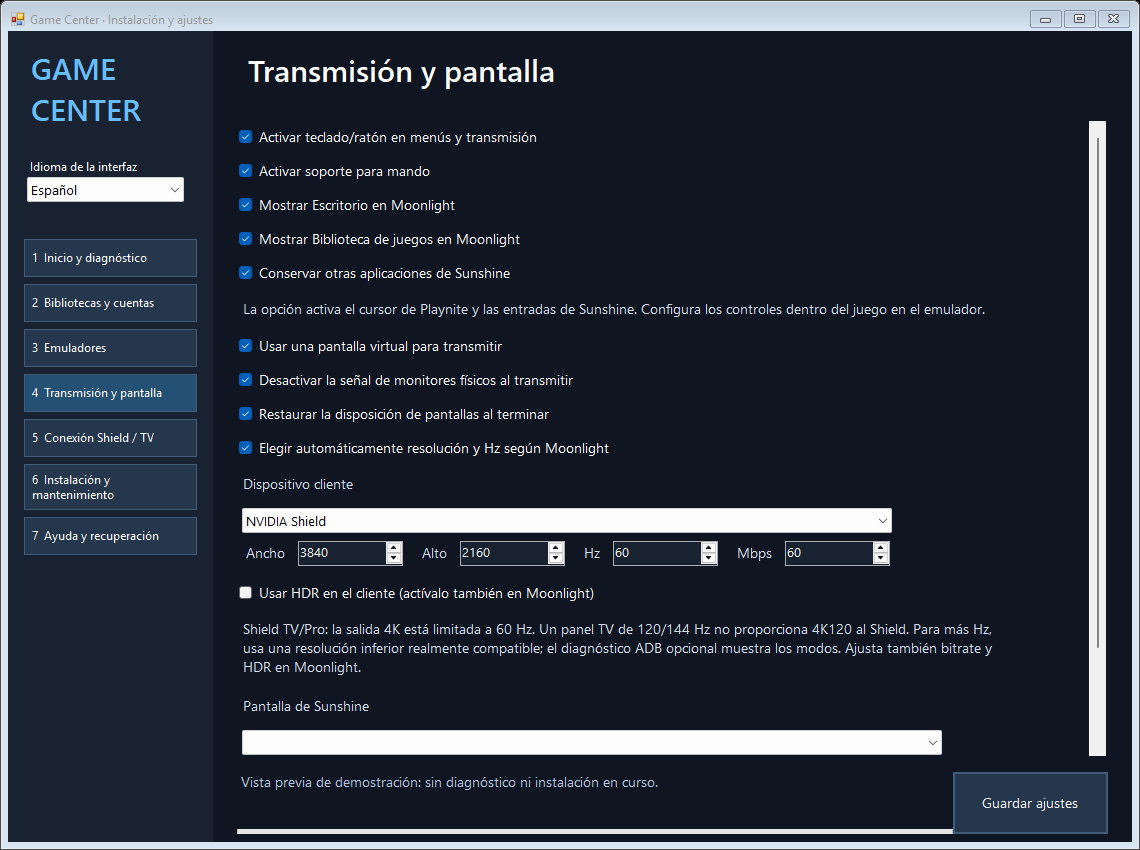 Game Center · Instalación y ajustes
GAME
CENTER
Idioma de la interfaz
Español
1 Inicio y diagnóstico
2 Bibliotecas y cuentas
3 Emuladores
4 Transmisión y pantalla
5 Conexión Shield / TV
6 Instalación y
mantenimiento
7 Ayuda y recuperación
Transmisión y pantalla
Activar teclado/ratón en menús y transmisión
Activar soporte para mando
Mostrar Escritorio en Moonlight
Mostrar Biblioteca de juegos en Moonlight
Conservar otras aplicaciones de Sunshine
La opción activa el cursor de Playnite y las entradas de Sunshine. Configura los controles dentro del juego en el emulador.
Usar una pantalla virtual para transmitir
Desactivar la señal de monitores físicos al transmitir
Restaurar la disposición de pantallas al terminar
Elegir automáticamente resolución y Hz según Moonlight
Dispositivo cliente
NVIDIA Shield
Ancho 3840 Alto 2160 Hz 60 Mbps 60
Usar HDR en el cliente (actívalo también en Moonlight)
Shield TV/Pro: la salida 4K está limitada a 60 Hz. Un panel TV de 120/144 Hz no proporciona 4K120 al Shield. Para más Hz,
usa una resolución inferior realmente compatible; el diagnóstico ADB opcional muestra los modos. Ajusta también bitrate y
HDR en Moonlight.
Pantalla de Sunshine
Vista previa de demostración: sin diagnóstico ni instalación en curso.
Guardar ajustes